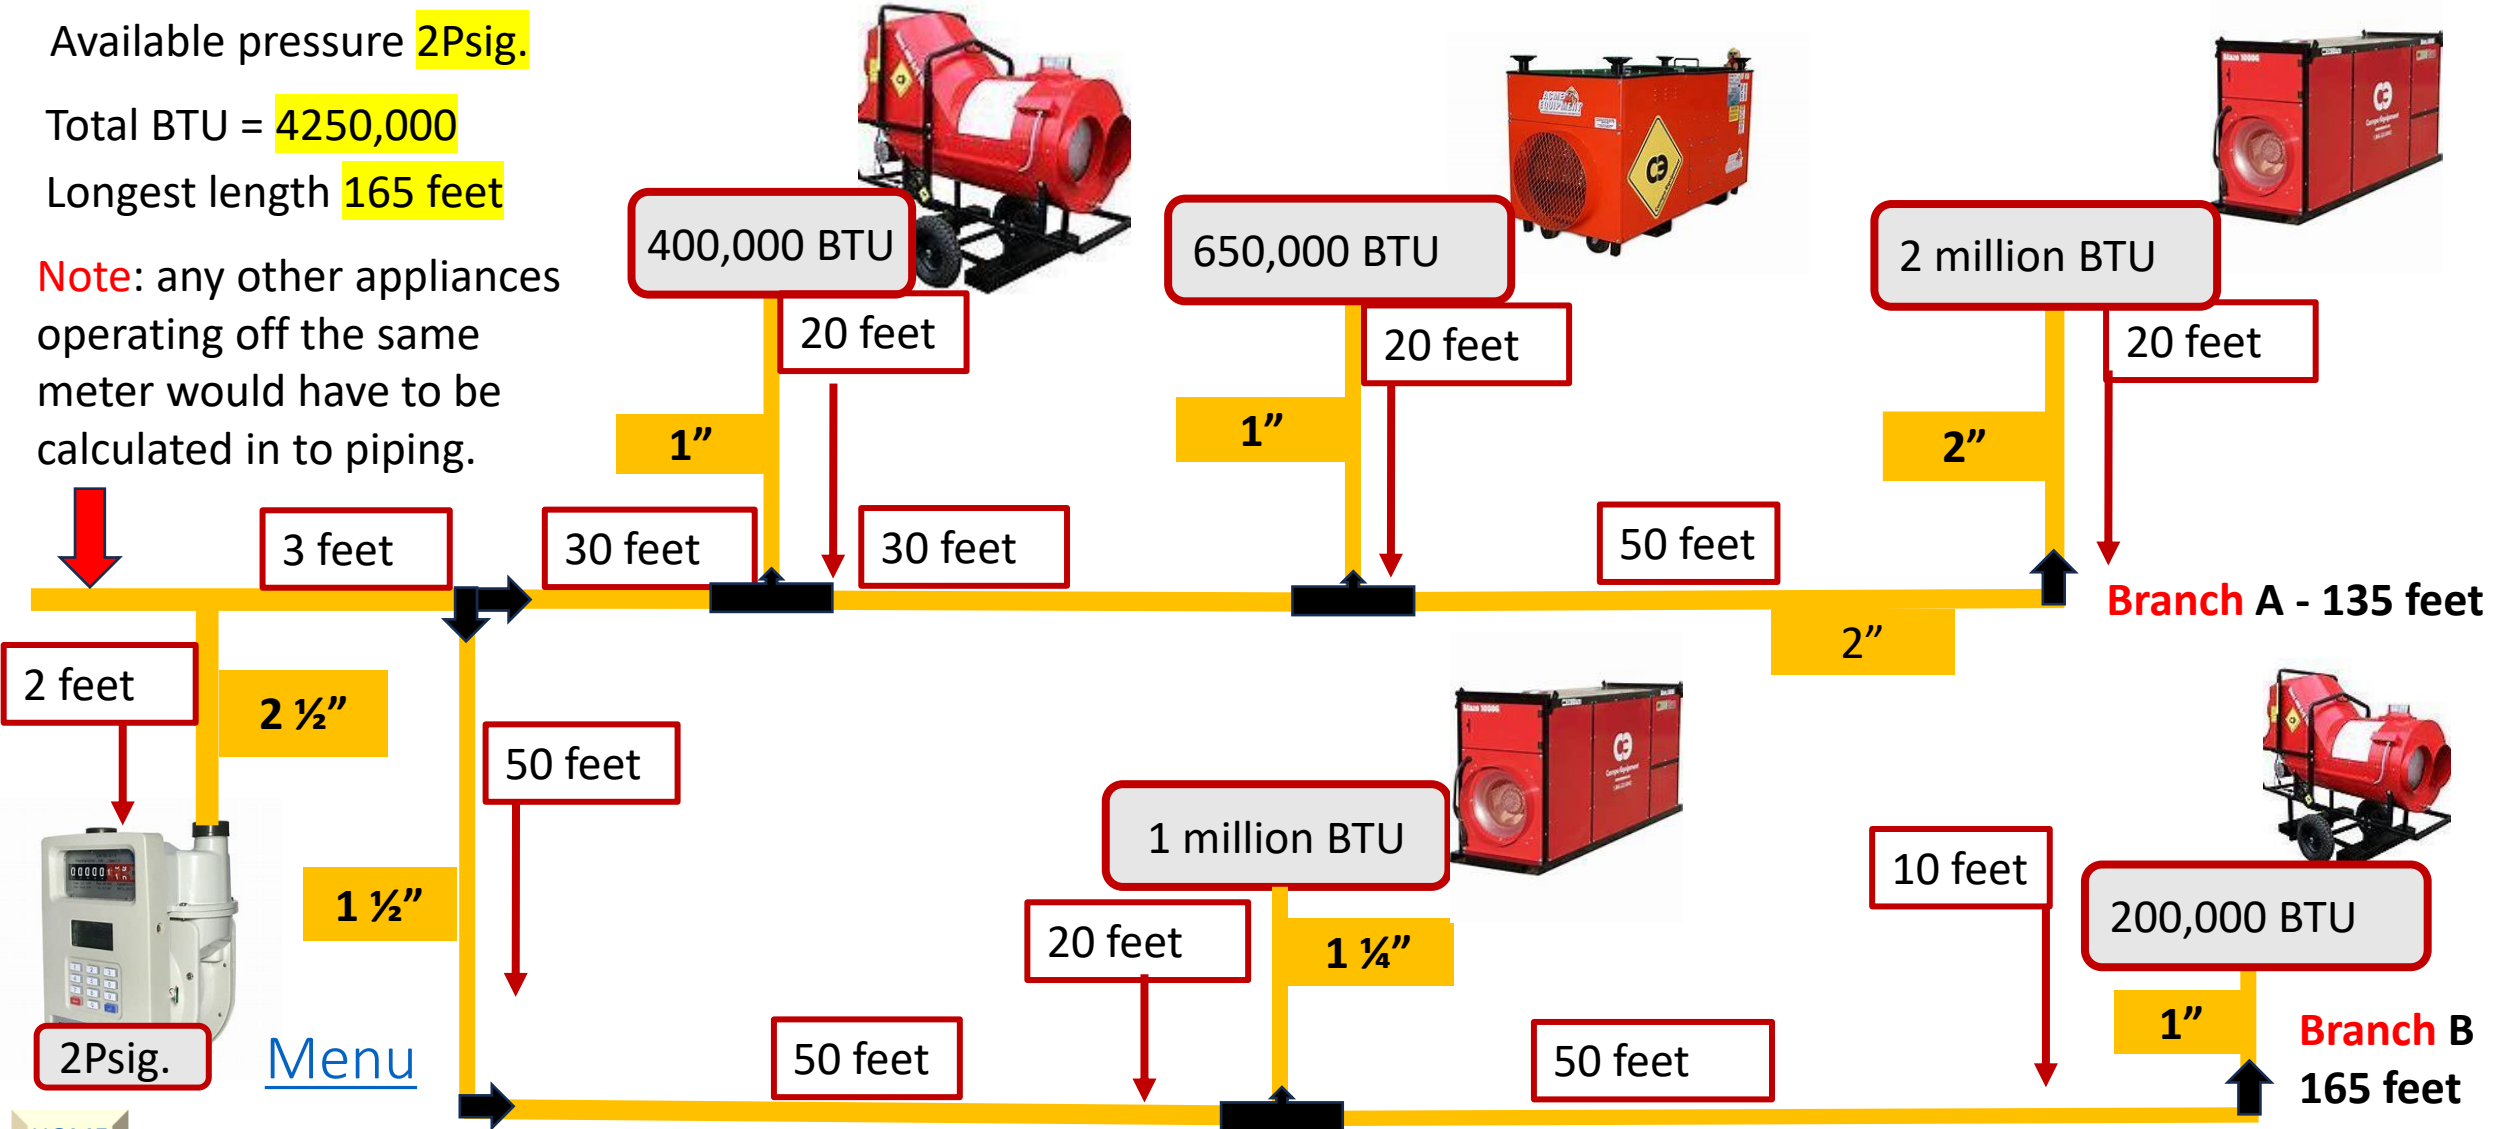 Available pressure 2Psig.
Total BTU = 4250,000
Longest length 165 feet
Note: any other appliances
operating off the same
meter would have to be
calculated in to piping.
400,000 BTU
650,000 BTU
2 million BTU
20 feet
20 feet
20 feet
1”
1”
2”
3 feet
30 feet
30 feet
50 feet
Branch A - 135 feet
2”
2 feet
2 ½”
50 feet
1 million BTU
1 ½”
20 feet
1 ¼”
10 feet
200,000 BTU
1”
Branch B
165 feet
2Psig.
Menu
50 feet
50 feet
ACME
EQUIPMENT